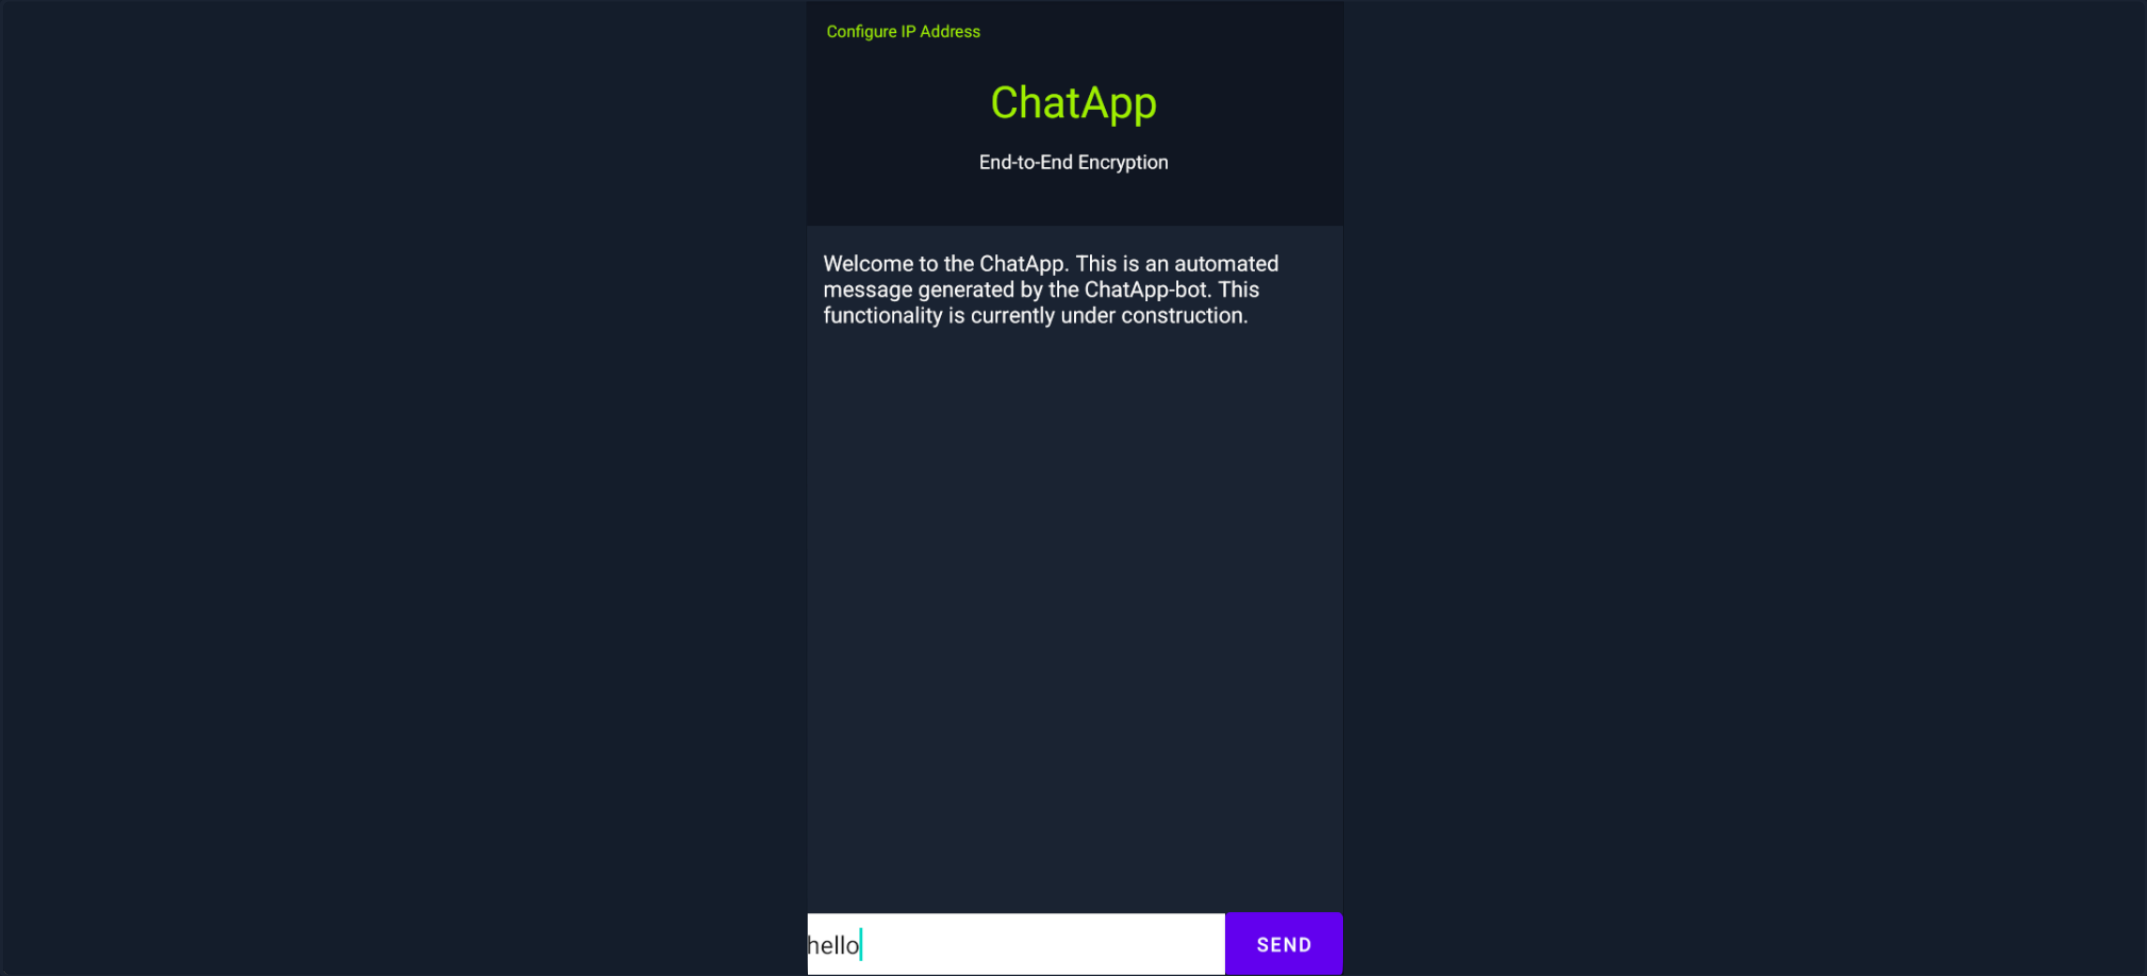 Configure IP Address
ChatApp
End-to-End Encryption
Welcome to the ChatApp. This is an automated
message generated by the ChatApp-bot. This
functionality is currently under construction.
hello
SEND